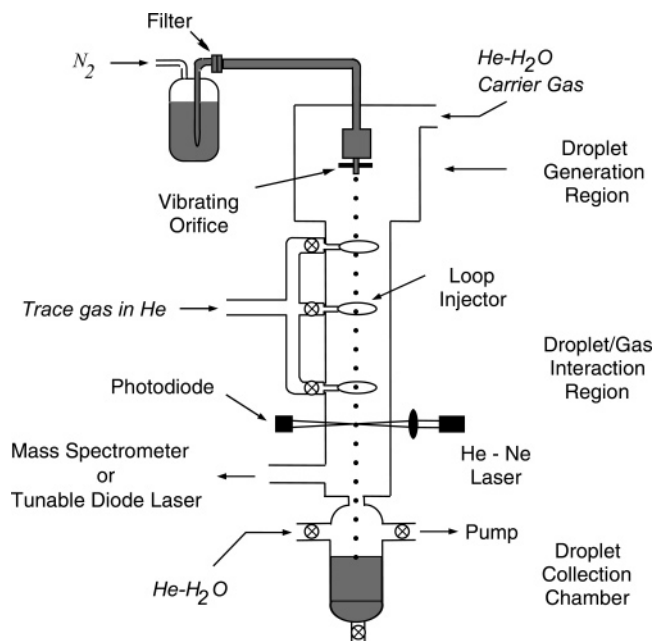 Filter
N2
He-H2O
Carrier Gas
Droplet
Generation
Region
Vibrating
Orifice
Loop
Injector
Trace gas in He
Droplet/Gas
Interaction
Region
Photodiode
He - Ne
Laser
Mass Spectrometer
or
Tunable Diode Laser
Pump
He-H2O
Droplet
Collection
Chamber